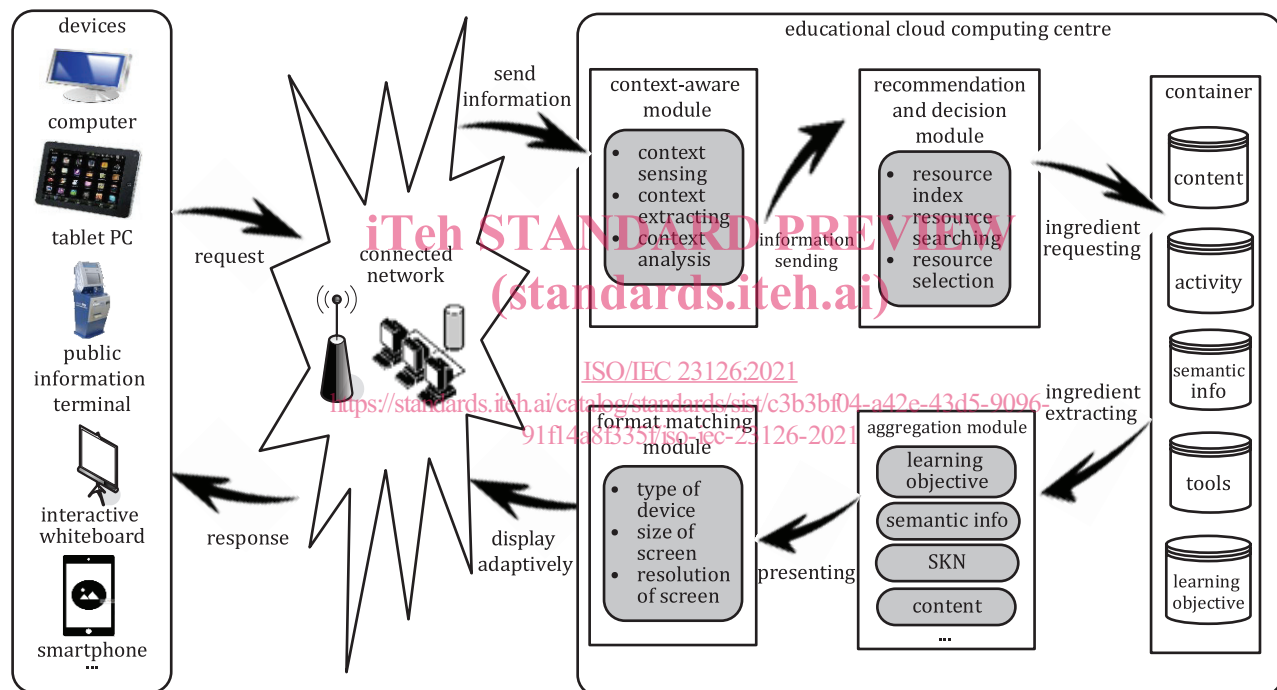 devices
computer
tablet PC
public
information
terminal
interactive
whiteboard
smartphone
...
request
response
connected
network
send
information
display
adaptively
educational cloud computing centre
context-aware
module
• context
sensing
• context
extracting
• context
analysis
information
sending
recommendation
and decision
module
• resource
index
• resource
searching
• resource
selection
ingredient
requesting
container
content
activity
semantic
info
tools
learning
objective
ingredient
extracting
aggregation module
learning
objective
semantic info
SKN
content
...
presenting
format matching
module
• type of
device
• size of
screen
• resolution
of screen
iTeh STANDARD PREVIEW
(standards.iteh.ai)
ISO/IEC 23126:2021
https://standards.iteh.ai/catalog/standards/sist/c3b3bf04-a42e-43d5-9096-
91f14a8f335f/iso-iec-23126-2021